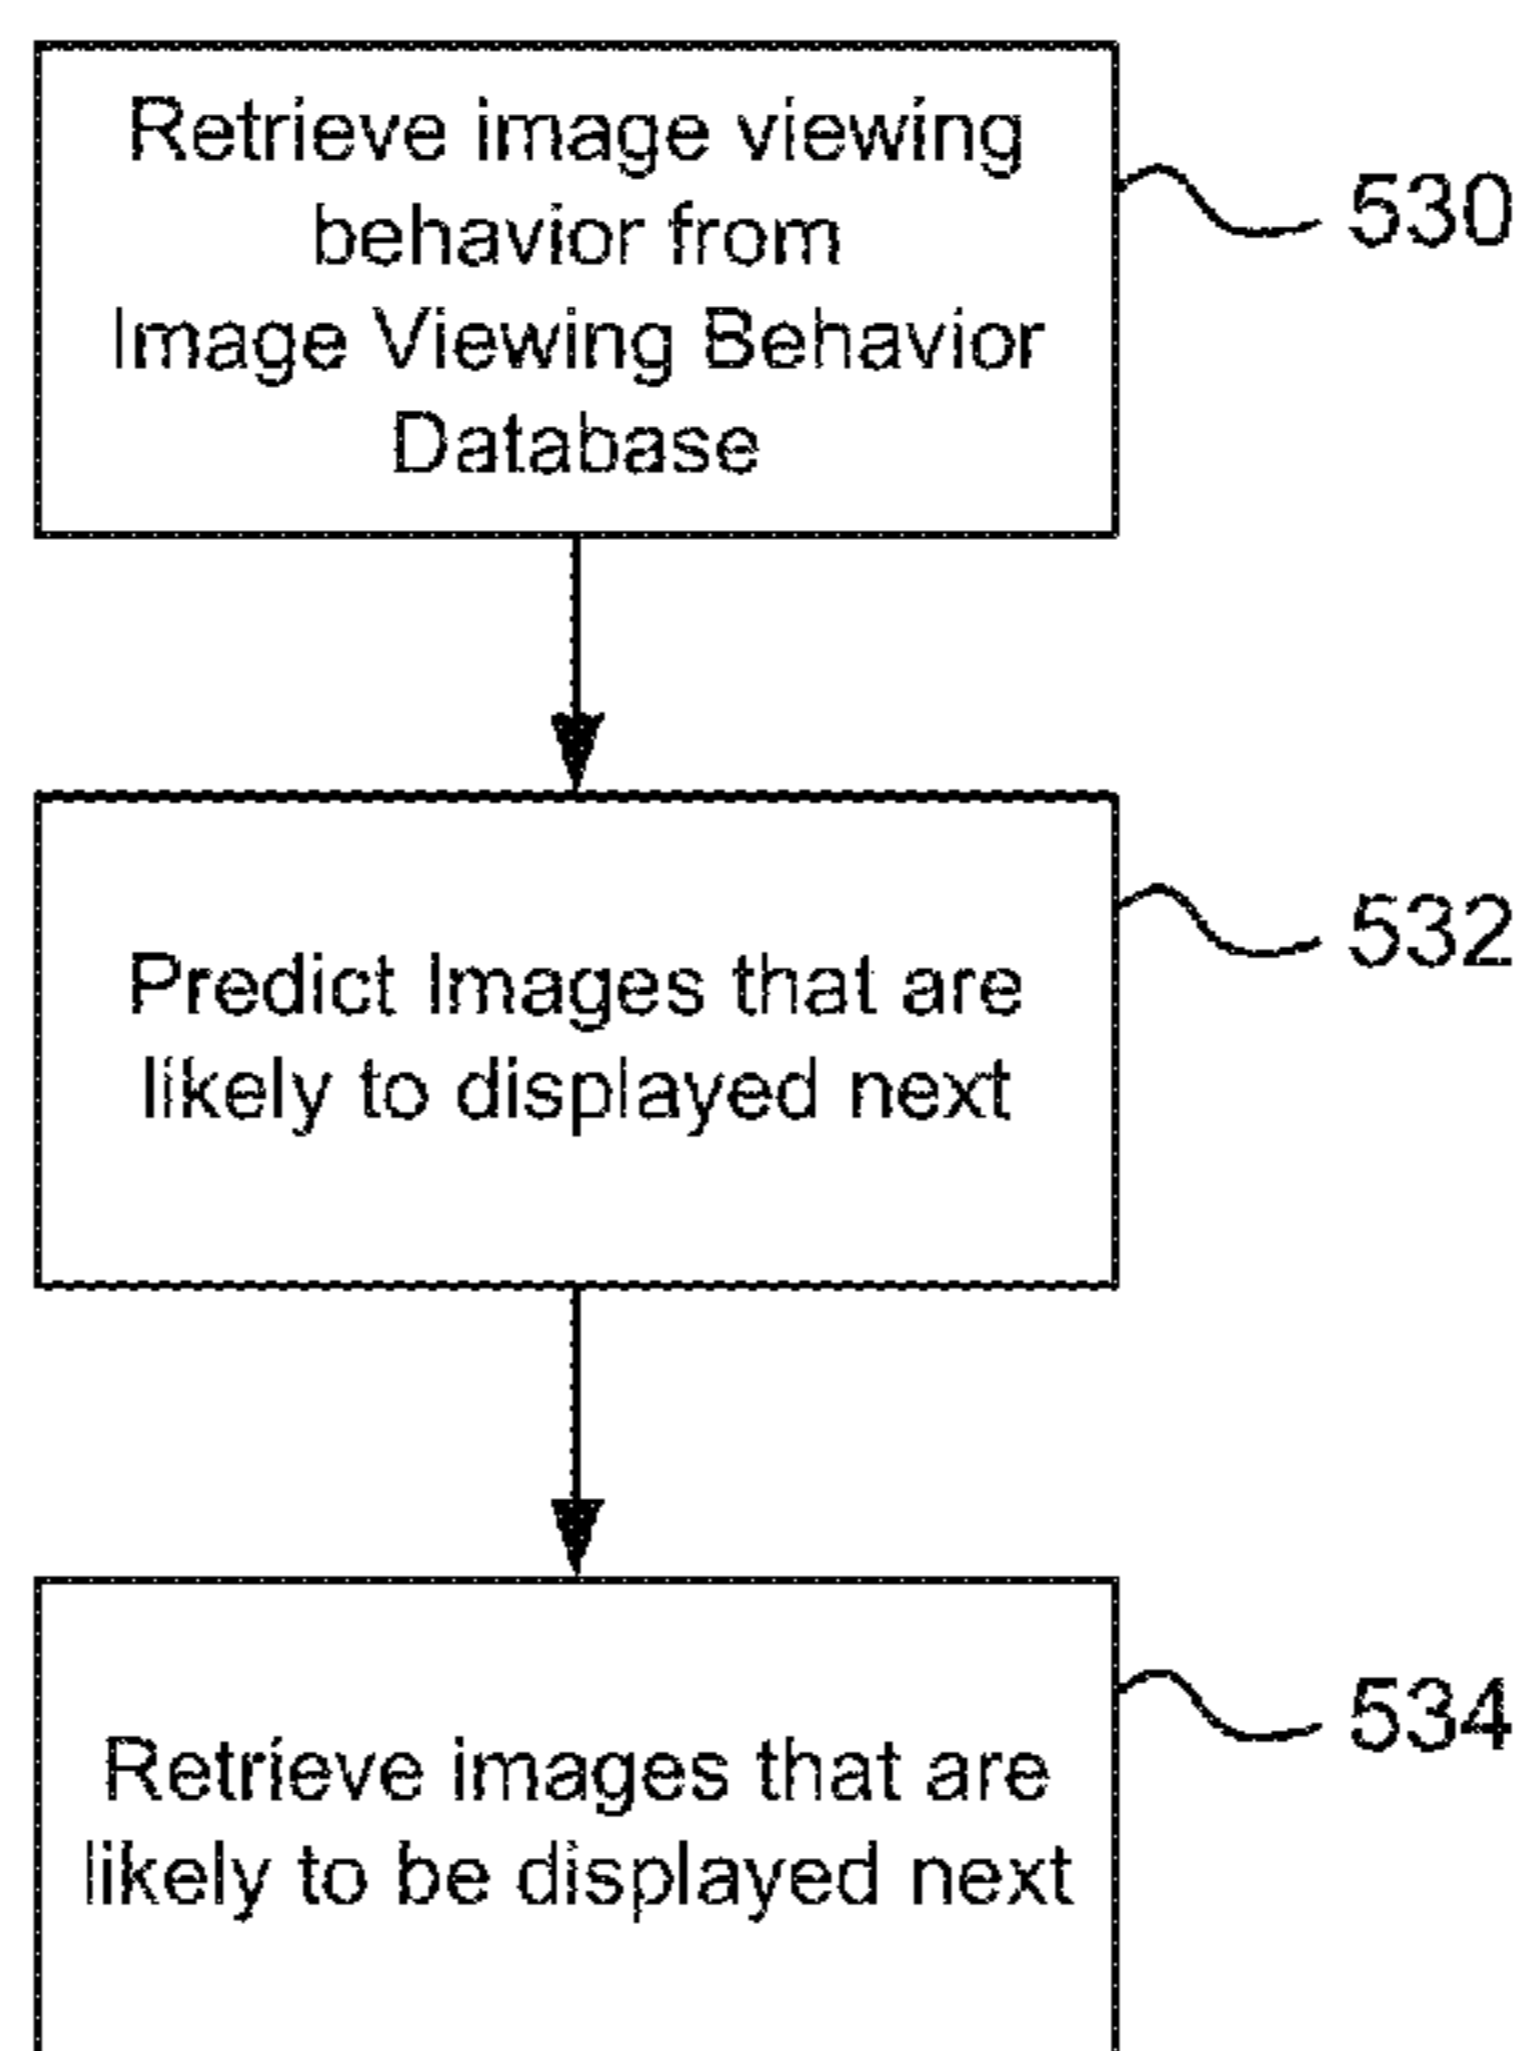 Retrieve image viewing
behavior from
Image Viewing Behavior
Database
530
Predict Images that are
likely to displayed next
532
Retrieve images that are
likely to be displayed next
534